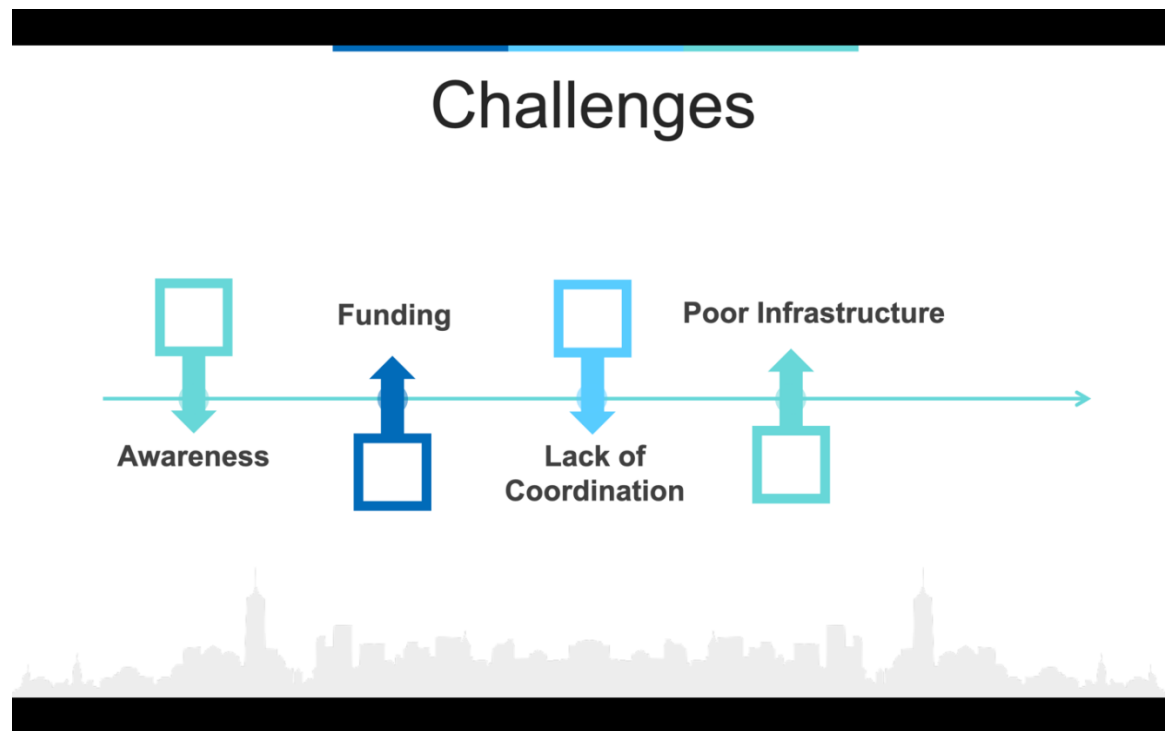 Challenges
Awareness
Funding
Lack of
Coordination
Poor Infrastructure